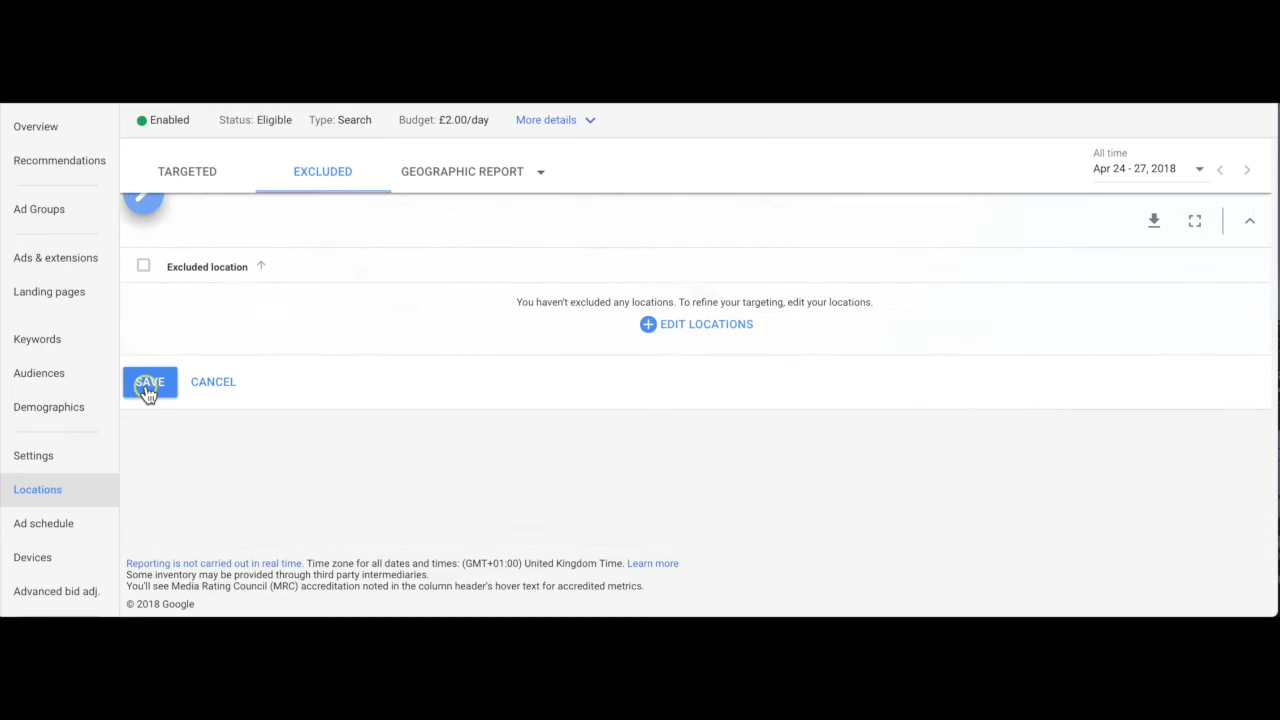 Overview
Recommendations
Ad Groups
Ads & extensions
Landing pages
Keywords
Audiences
Demographics
Settings
Locations
Ad schedule
Devices
Advanced bid adj.
Enabled Status: Eligible Type: Search Budget: £2.00/day More details
TARGETED EXCLUDED GEOGRAPHIC REPORT
All time
Apr 24 - 27, 2018
Excluded location
You haven't excluded any locations. To refine your targeting, edit your locations.
EDIT LOCATIONS
SAVE CANCEL
Reporting is not carried out in real time. Time zone for all dates and times: (GMT+01:00) United Kingdom Time. Learn more
Some inventory may be provided through third party intermediaries.
You'll see Media Rating Council (MRC) accreditation noted in the column header's hover text for accredited metrics.
© 2018 Google